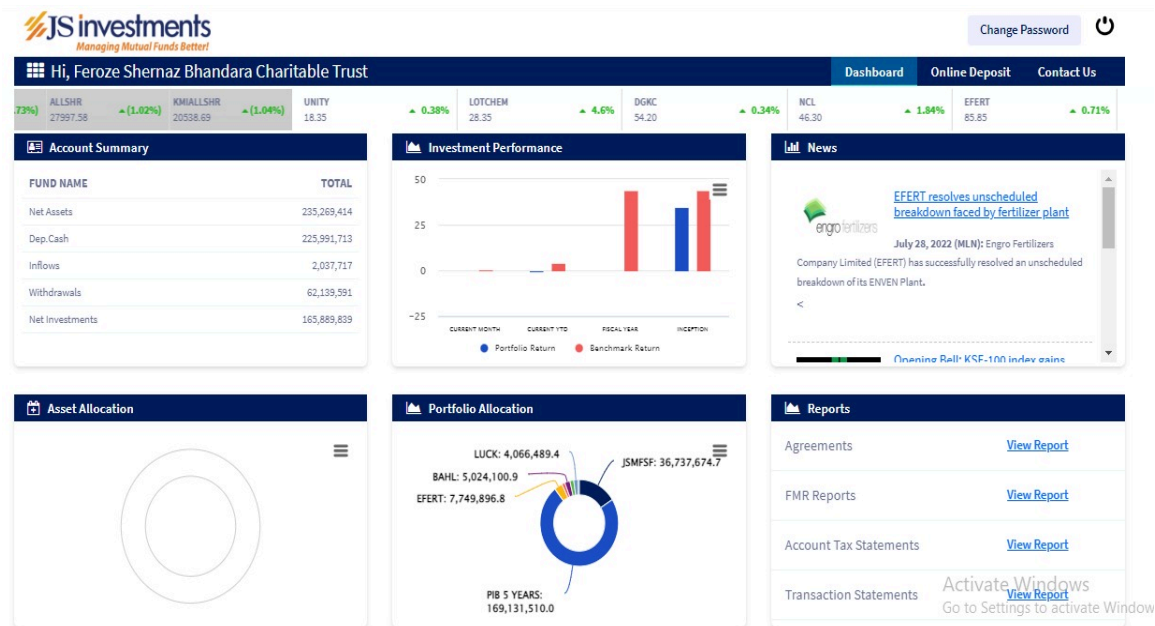 JS investments
Managing Mutual Funds Better!
Change Password
Hi, Feroze Shernaz Bhandara Charitable Trust
Dashboard Online Deposit Contact Us
.73%) ALLSHR 27997.58 (1.02%) KMIALLSHR 20538.69 (1.04%) UNITY 18.35 0.38% LOTCHEM 28.35 4.6% DGKC 54.20 0.34% NCL 46.30 1.84% EFERT 85.85 0.71%
Account Summary
FUND NAME TOTAL
Net Assets 235,269,414
Dep.Cash 225,991,713
Inflows 2,037,717
Withdrawals 62,139,591
Net Investments 165,889,839
Investment Performance
50
25
0
-25
CURRENT MONTH CURRENT YTD FISCAL YEAR INCEPTION
Portfolio Return Benchmark Return
News
engro fertilizers
EFERT resolves unscheduled
breakdown faced by fertilizer plant
July 28, 2022 (MLN): Engro Fertilizers
Company Limited (EFERT) has successfully resolved an unscheduled
breakdown of its ENVEN Plant.
<
Opening Bell: KSE-100 index gains
Asset Allocation
Portfolio Allocation
LUCK: 4,066,489.4
JSMFSF: 36,737,674.7
BAHL: 5,024,100.9
EFERT: 7,749,896.8
PIB 5 YEARS:
169,131,510.0
Reports
Agreements View Report
FMR Reports View Report
Account Tax Statements View Report
Transaction Statements View Report
Activate Windows
Go to Settings to activate Window